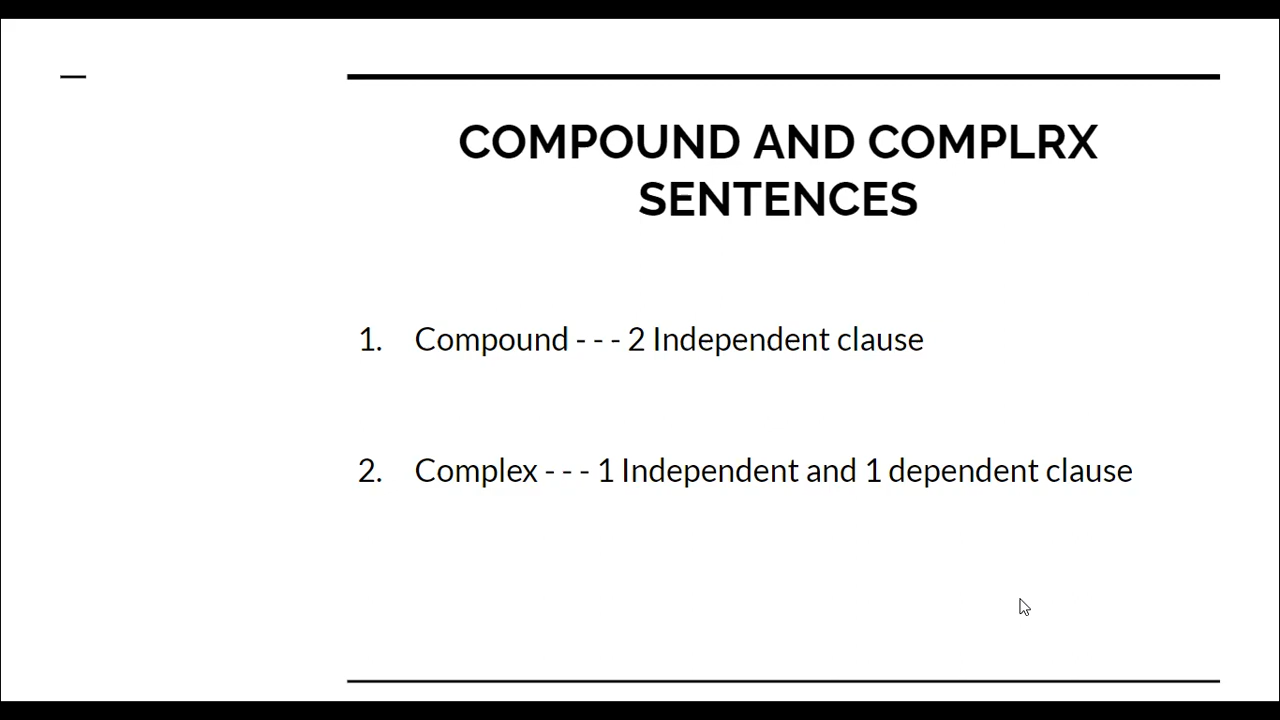 COMPOUND AND COMPLRX
SENTENCES
1. Compound - - - 2 Independent clause
2. Complex - - - 1 Independent and 1 dependent clause